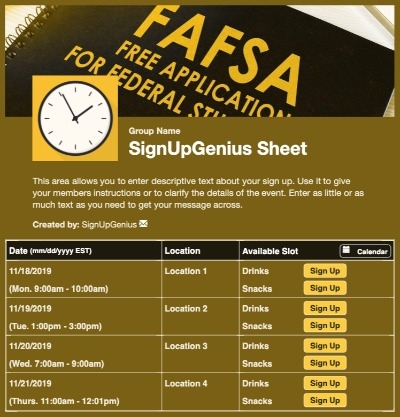 FAFSA
FREE APPLICATION
FOR FEDERAL
Group Name
SignUpGenius Sheet
This area allows you to enter descriptive text about your sign up. Use it to give
your members instructions or to clarify the details of the event. Enter as little or as
much text as you need to get your message across.
Created by: SignUpGenius
Date (mm/dd/yyyy EST) Location Available Slot Calendar
11/18/2019 Location 1 Drinks Sign Up
(Mon. 9:00am - 10:00am) Snacks Sign Up
11/19/2019 Location 2 Drinks Sign Up
(Tue. 1:00pm - 3:00pm) Snacks Sign Up
11/20/2019 Location 3 Drinks Sign Up
(Wed. 7:00am - 9:00am) Snacks Sign Up
11/21/2019 Location 4 Drinks Sign Up
(Thurs. 11:00am - 12:01pm) Snacks Sign Up